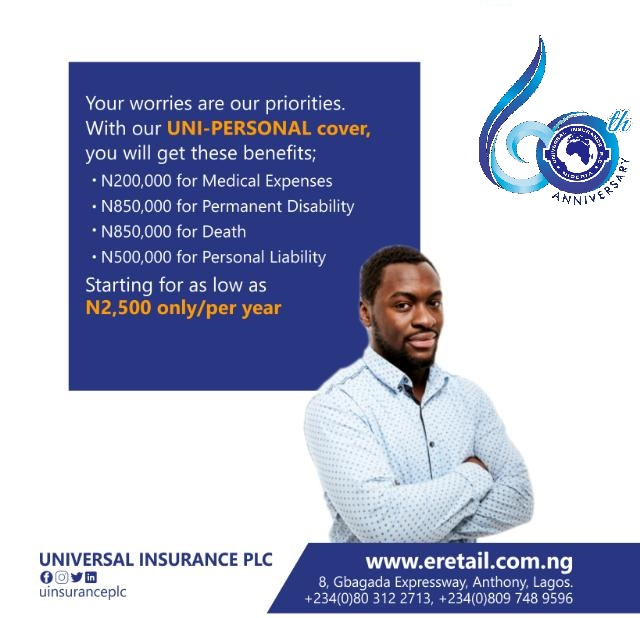 60th
UNIVERSAL INSURANCE PLC
NIGERIA
ANNIVERSARY
Your worries are our priorities.
With our UNI-PERSONAL cover,
you will get these benefits;
• N200,000 for Medical Expenses
• N850,000 for Permanent Disability
• N850,000 for Death
• N500,000 for Personal Liability
Starting for as low as
N2,500 only/per year
UNIVERSAL INSURANCE PLC
uinsuranceplc
www.eretail.com.ng
8, Gbagada Expressway, Anthony, Lagos.
+234(0)80 312 2713, +234(0)809 748 9596